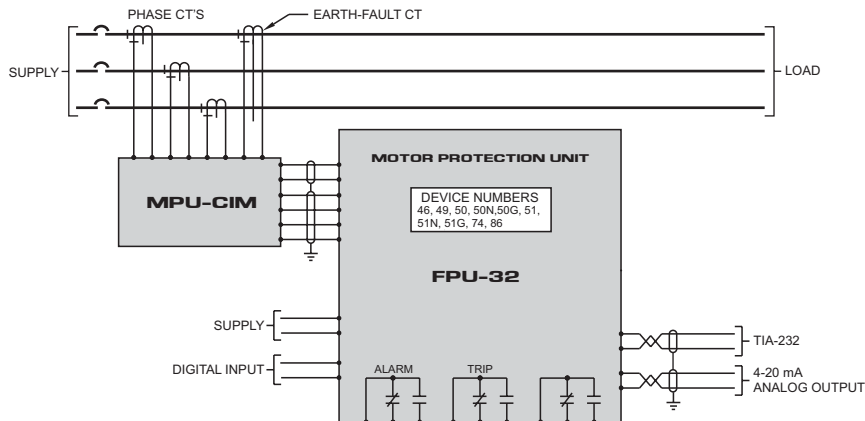 PHASE CT'S
EARTH-FAULT CT
SUPPLY
LOAD
MPU-CIM
MOTOR PROTECTION UNIT
DEVICE NUMBERS
46, 49, 50, 50N,50G, 51,
51N, 51G, 74, 86
FPU-32
SUPPLY
TIA-232
DIGITAL INPUT
4-20 mA
ANALOG OUTPUT
ALARM
TRIP